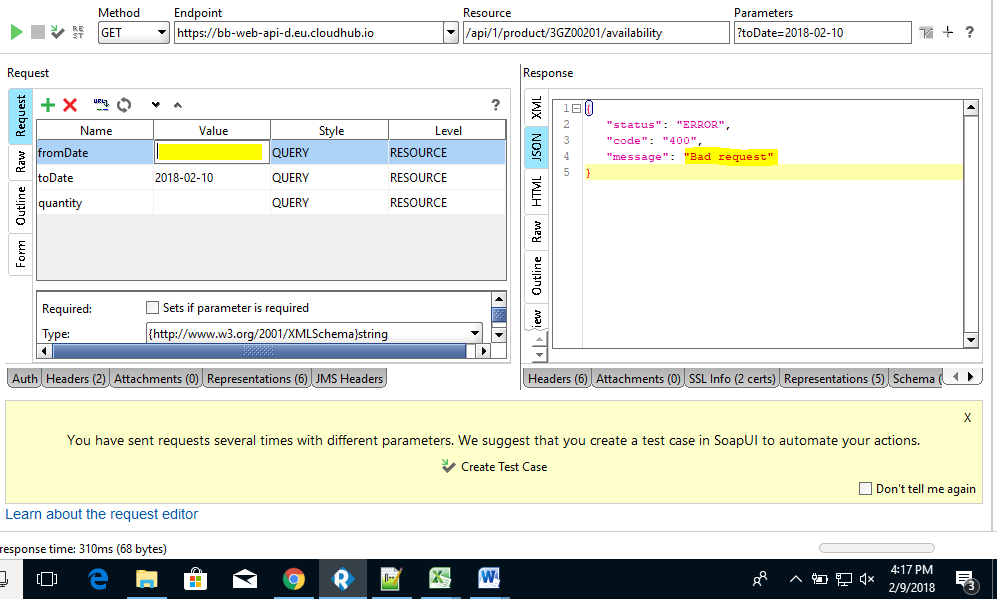 Method Endpoint Resource Parameters
RE
ST
GET https://bb-web-api-d.eu.cloudhub.io /api/1/product/3GZ00201/availability ?toDate=2018-02-10 ?
Request Response
Request
Raw
Outline
Form
?
Name Value Style Level
fromDate QUERY RESOURCE
toDate 2018-02-10 QUERY RESOURCE
quantity QUERY RESOURCE
Required: Sets if parameter is required
Type: {http://www.w3.org/2001/XMLSchema}string
XML
JSON
HTML
Raw
Outline
iew
1 {
2 "status": "ERROR",
3 "code": "400",
4 "message": "Bad request"
5 }
Auth Headers (2) Attachments (0) Representations (6) JMS Headers
Headers (6) Attachments (0) SSL Info (2 certs) Representations (5) Schema (
X
You have sent requests several times with different parameters. We suggest that you create a test case in SoapUI to automate your actions.
Create Test Case
Don't tell me again
Learn about the request editor
response time: 310ms (68 bytes)
4:17 PM
2/9/2018
3